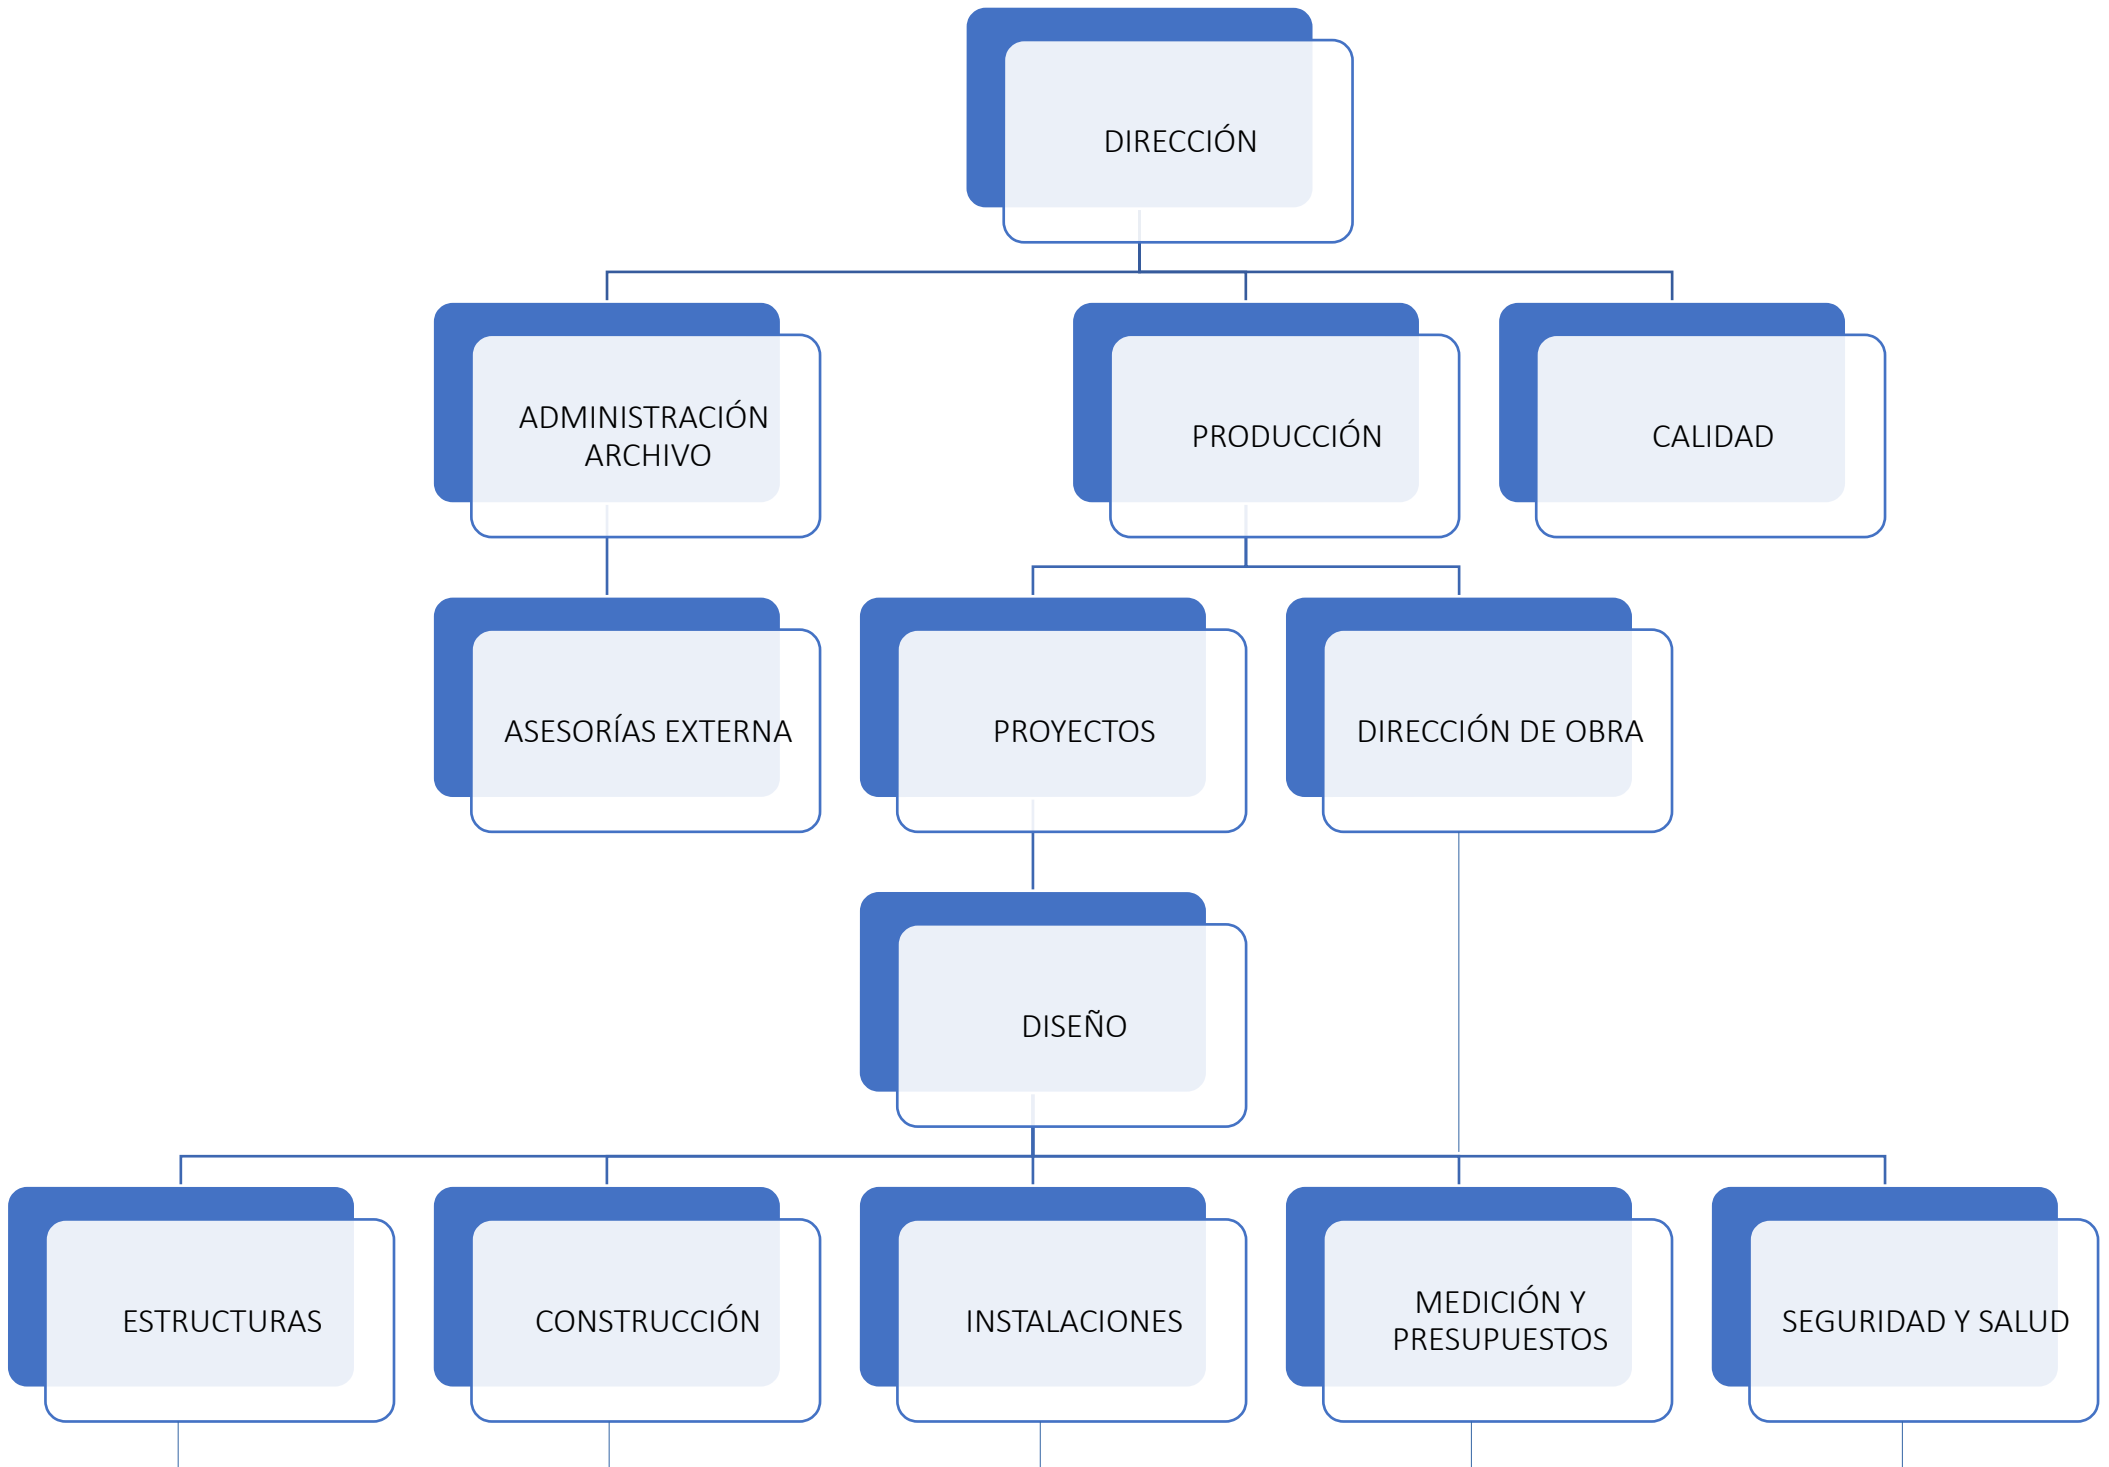 DIRECCIÓN
ADMINISTRACIÓN
ARCHIVO
PRODUCCIÓN
CALIDAD
ASESORÍAS EXTERNA
PROYECTOS
DIRECCIÓN DE OBRA
DISEÑO
ESTRUCTURAS
CONSTRUCCIÓN
INSTALACIONES
MEDICIÓN Y
PRESUPUESTOS
SEGURIDAD Y SALUD